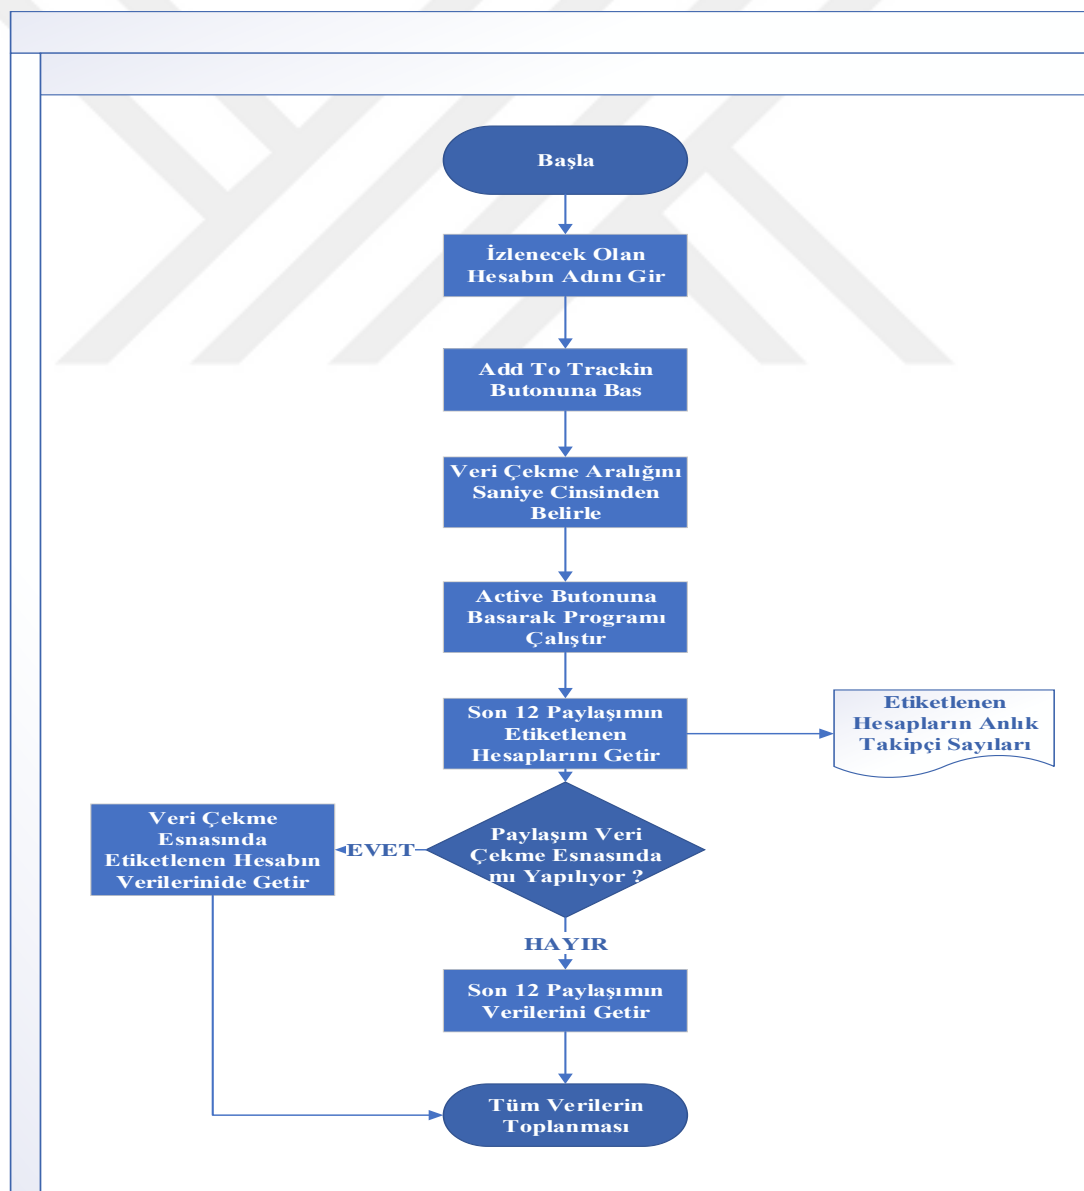 Başla
İzlenecek Olan
Hesabın Adını Gir
Add To Trackin
Butonuna Bas
Veri Çekme Aralığını
Saniye Cinsinden
Belirle
Active Butonuna
Basarak Programı
Çalıştır
Son 12 Paylaşımın
Etiketlenen
Hesaplarını Getir
Etiketlenen
Hesapların Anlık
Takipçi Sayıları
Veri Çekme
Esnasında
Etiketlenen Hesabın
Verilerinide Getir
EVET
Paylaşım Veri
Çekme Esnasında
mı Yapılıyor ?
HAYIR
Son 12 Paylaşımın
Verilerini Getir
Tüm Verilerin
Toplanması